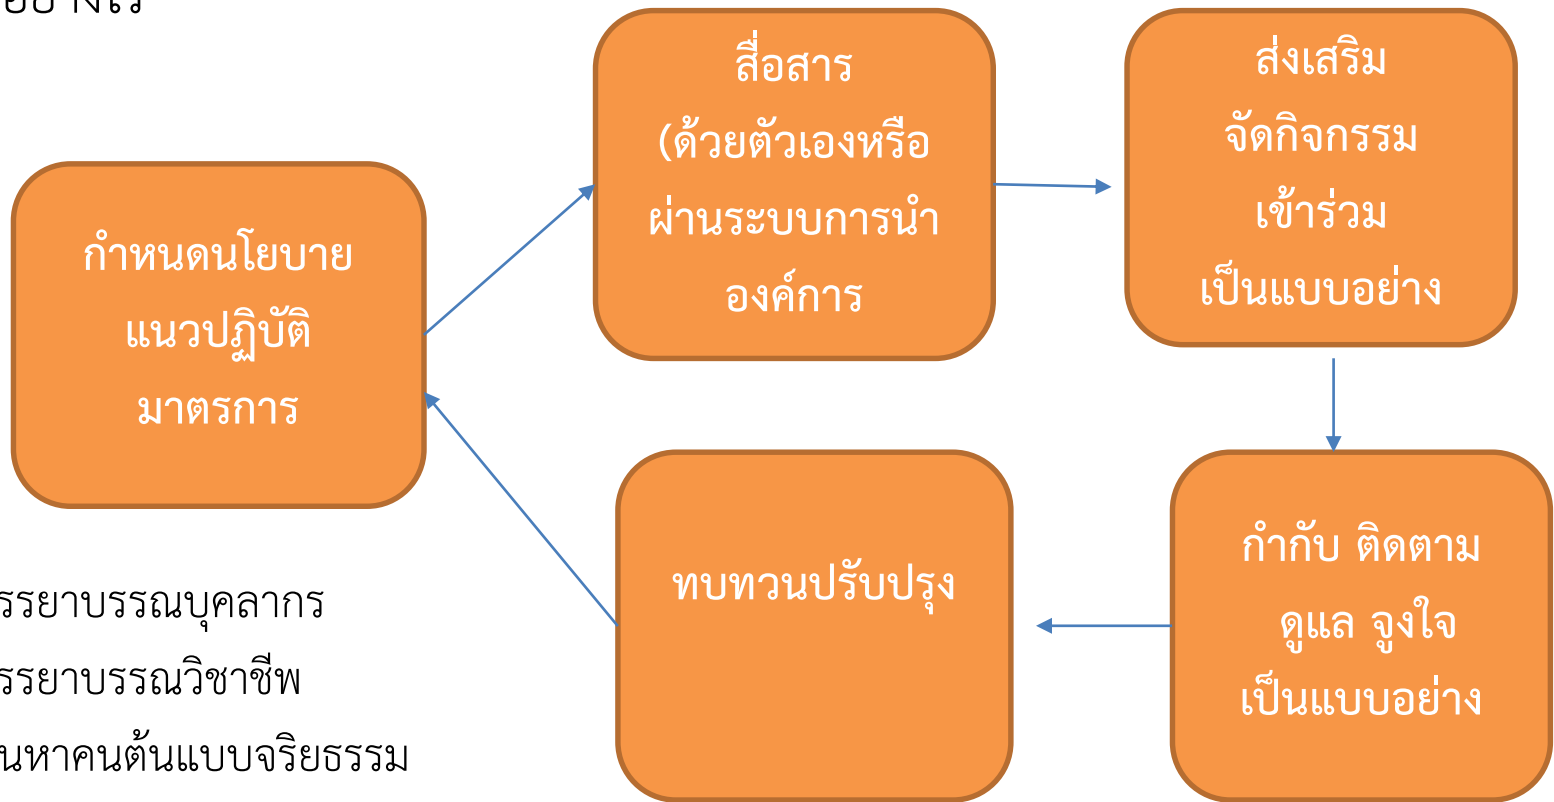 สื่อสาร
(ด้วยตัวเองหรือ
ผ่านระบบการนำ
องค์การ
ส่งเสริม
จัดกิจกรรม
เข้าร่วม
เป็นแบบอย่าง
กำหนดนโยบาย
แนวปฏิบัติ
มาตรการ
ทบทวนปรับปรุง
กำกับ ติดตาม
ดูแล จูงใจ
เป็นแบบอย่าง
รรยาบรรณบุคลากร
รรยาบรรณวิชาชีพ
นหาคนต้นแบบจริยธรรม